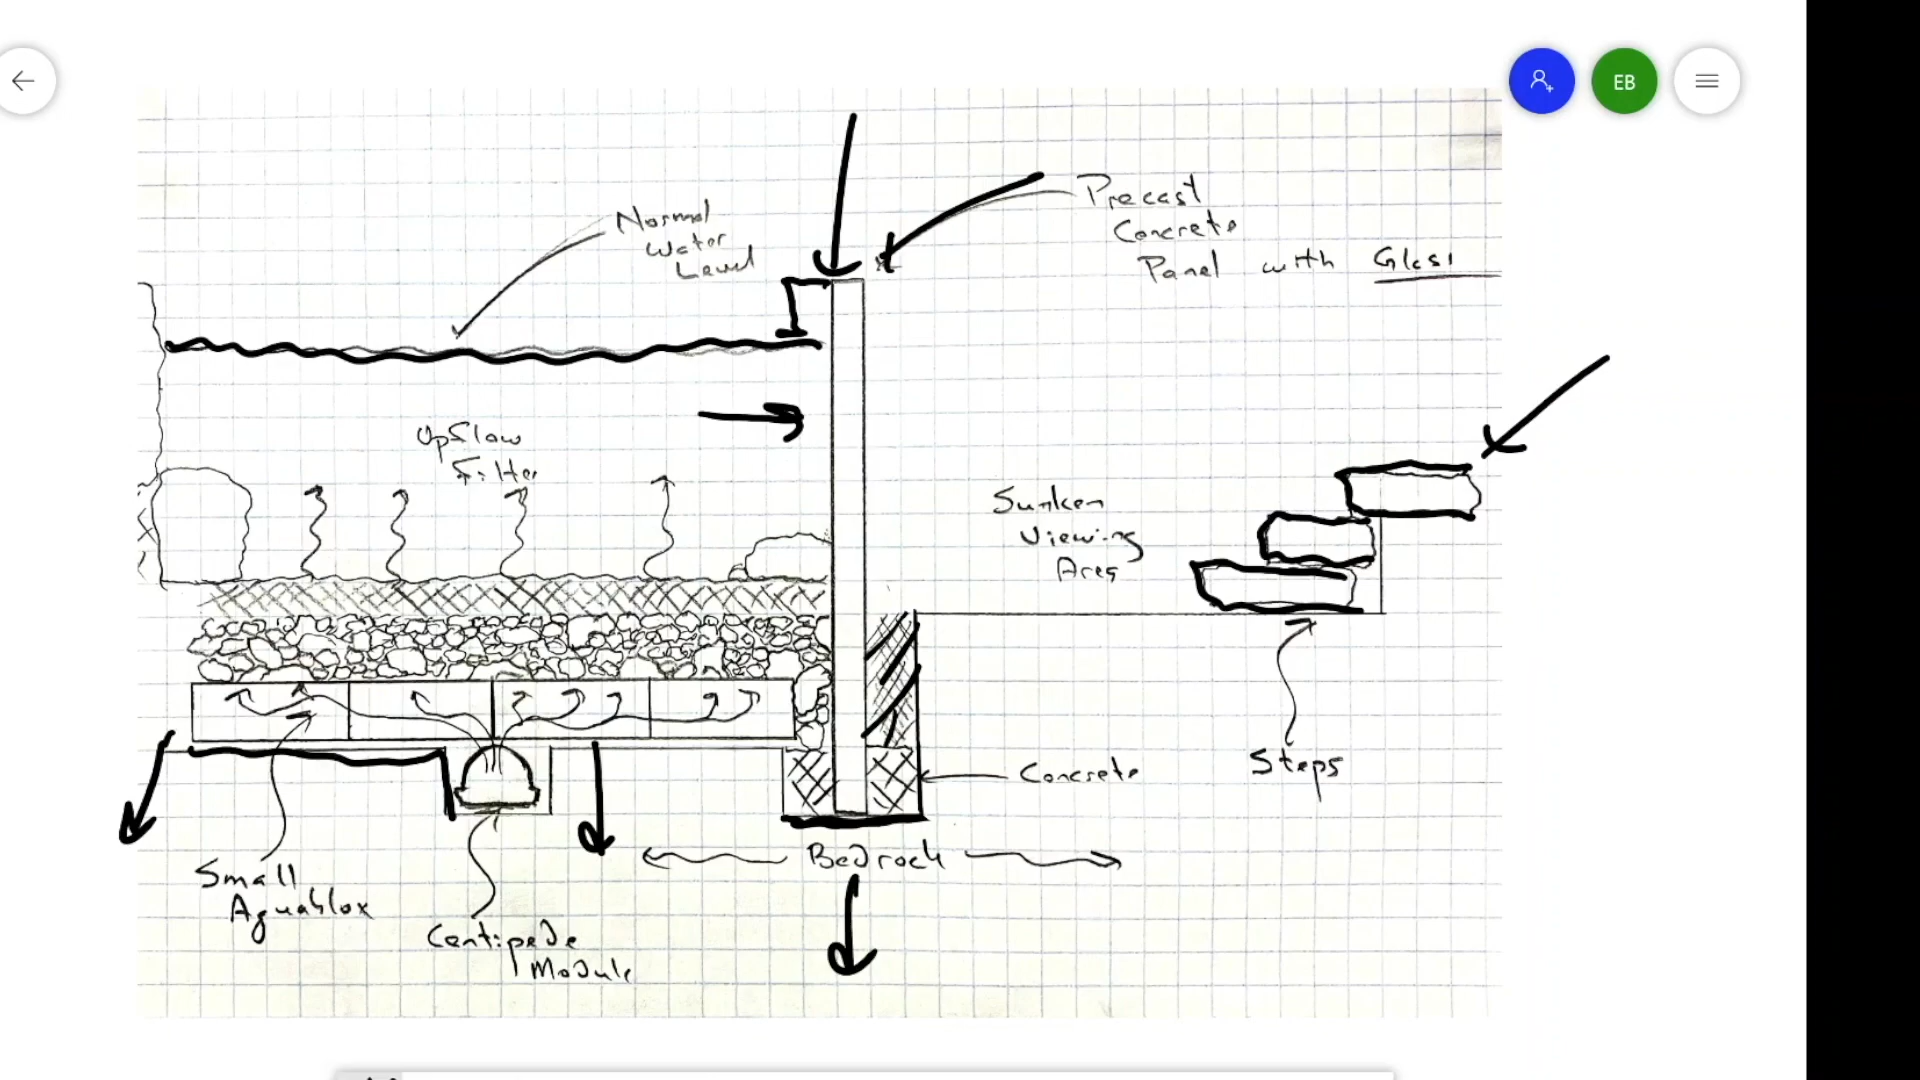 EB
Normal
Water
Level
Precast
Concrete
Panel with Glass
Upflow
Filter
Sunken
Viewing
Area
Concrete
Steps
Bedrock
Small
Aquablox
Centipede
Module